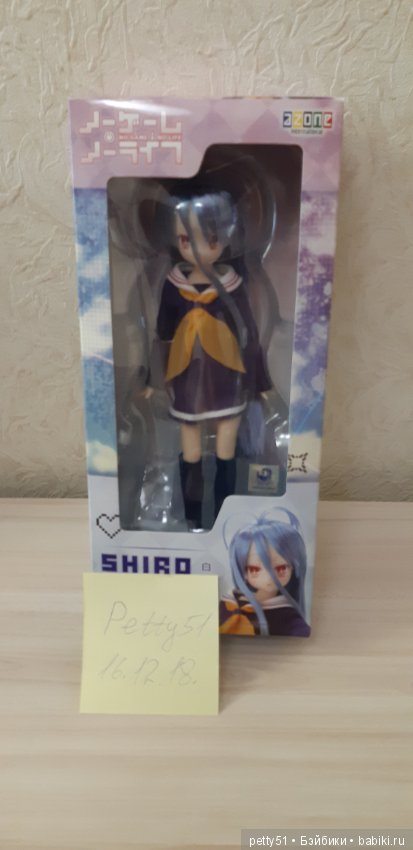 ノーゲーム
NO GAME NO LIFE
ノーライフ
azone
international
SHIRO 白
Petty51
16.12.18.
petty51 • Бэйбики • babiki.ru